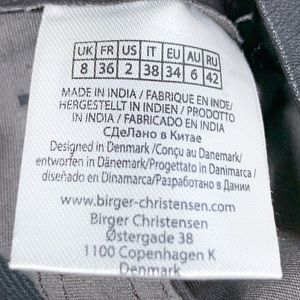 UK FR US IT EU AU RU
8 36 2 38 34 6 42
MADE IN INDIA / FABRIQUE EN INDE/
HERGESTELLT IN INDIEN / PRODOTTO
IN INDIA / FABRICADO EN INDIA /
СДеЛано в Китае
Designed in Denmark/Conçu au Danemark/
entworfen in Dänemark/Progettato in Danimarca /
diseñado en Dinamarca/Разработано в Дании
www.birger-christensen.com
Birger Christensen
Østergade 38
1100 Copenhagen K
Denmark